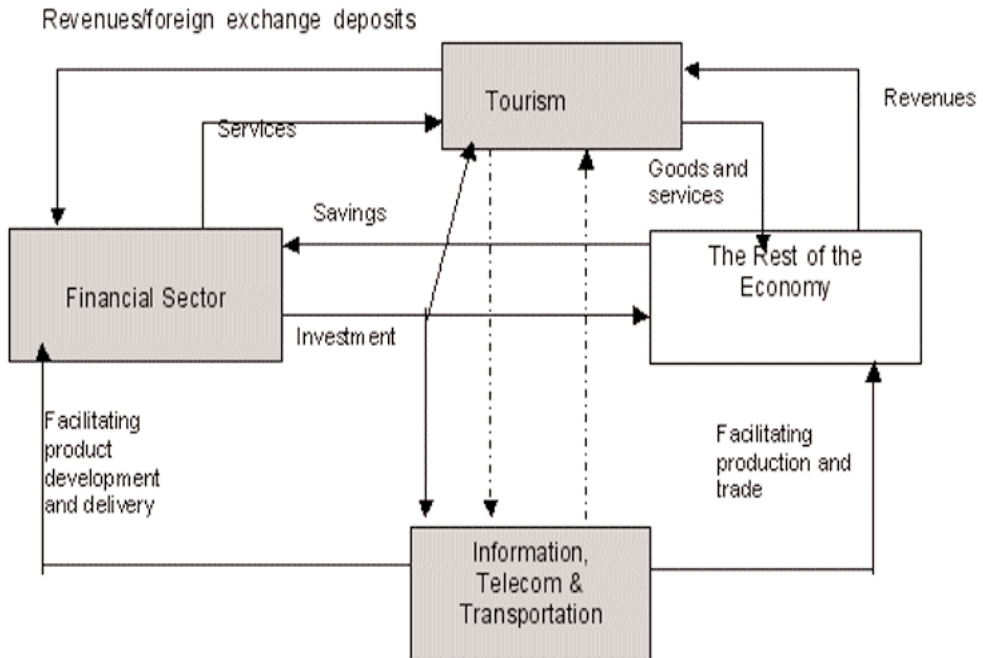 Revenues/foreign exchange deposits
Tourism
Revenues
Services
Goods and
services
Savings
The Rest of the
Economy
Financial Sector
Investment
Facilitating
product
development
and delivery
Facilitating
production and
trade
Information,
Telecom &
Transportation